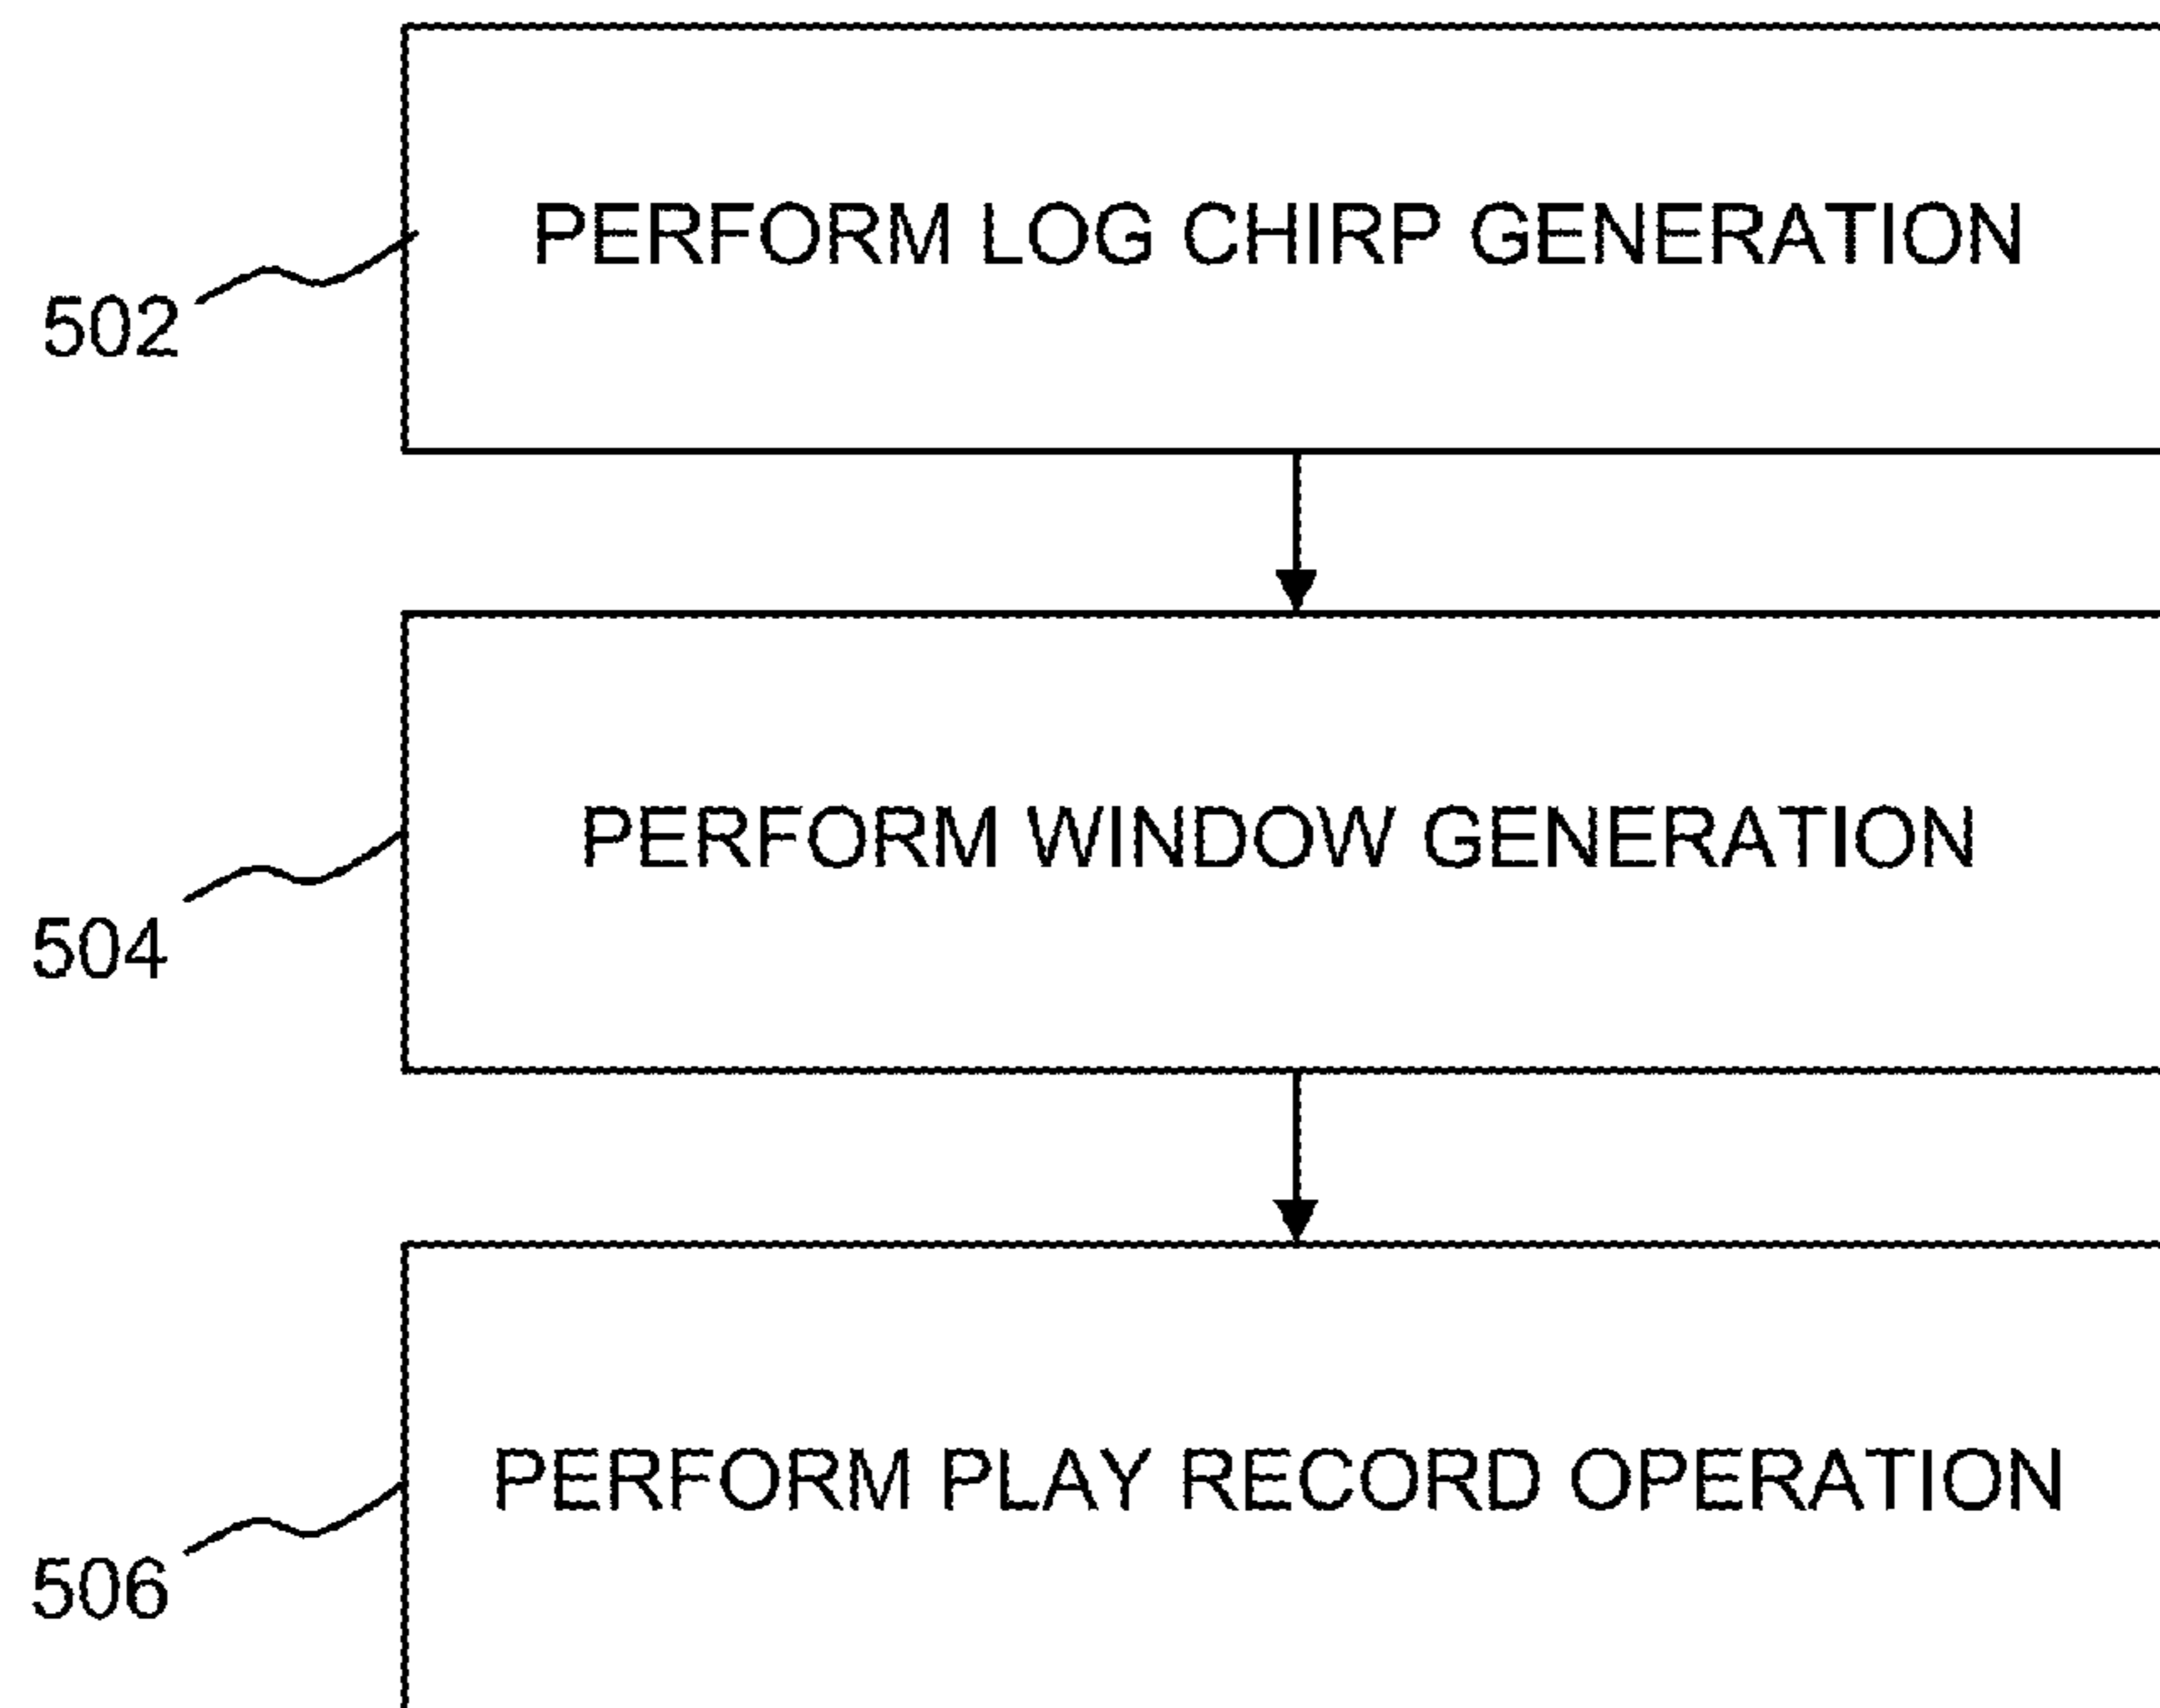 PERFORM LOG CHIRP GENERATION
502
PERFORM WINDOW GENERATION
504
PERFORM PLAY RECORD OPERATION
506